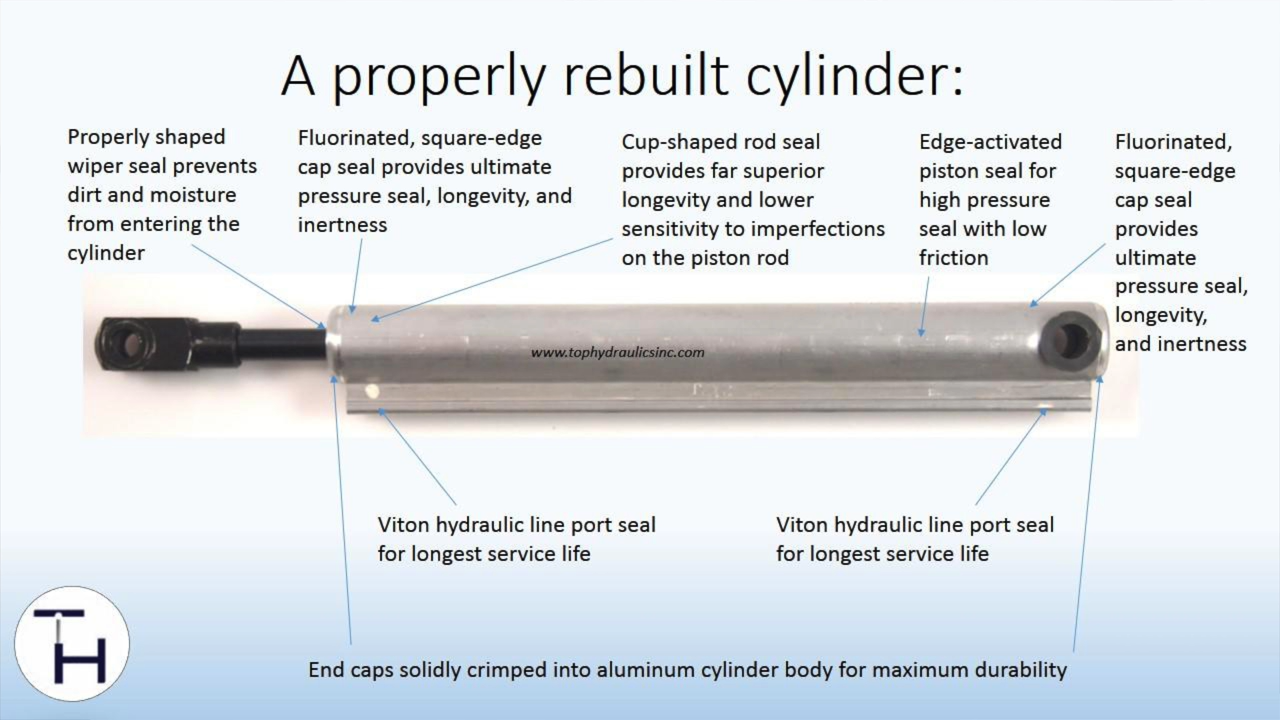 A properly rebuilt cylinder:
Properly shaped
wiper seal prevents
dirt and moisture
from entering the
cylinder
Fluorinated, square-edge
cap seal provides ultimate
pressure seal, longevity, and
inertness
Cup-shaped rod seal
provides far superior
longevity and lower
sensitivity to imperfections
on the piston rod
Edge-activated
piston seal for
high pressure
seal with low
friction
Fluorinated,
square-edge
cap seal
provides
ultimate
pressure seal,
longevity,
and inertness
www.tophydraulicsinc.com
Viton hydraulic line port seal
for longest service life
Viton hydraulic line port seal
for longest service life
End caps solidly crimped into aluminum cylinder body for maximum durability
TH